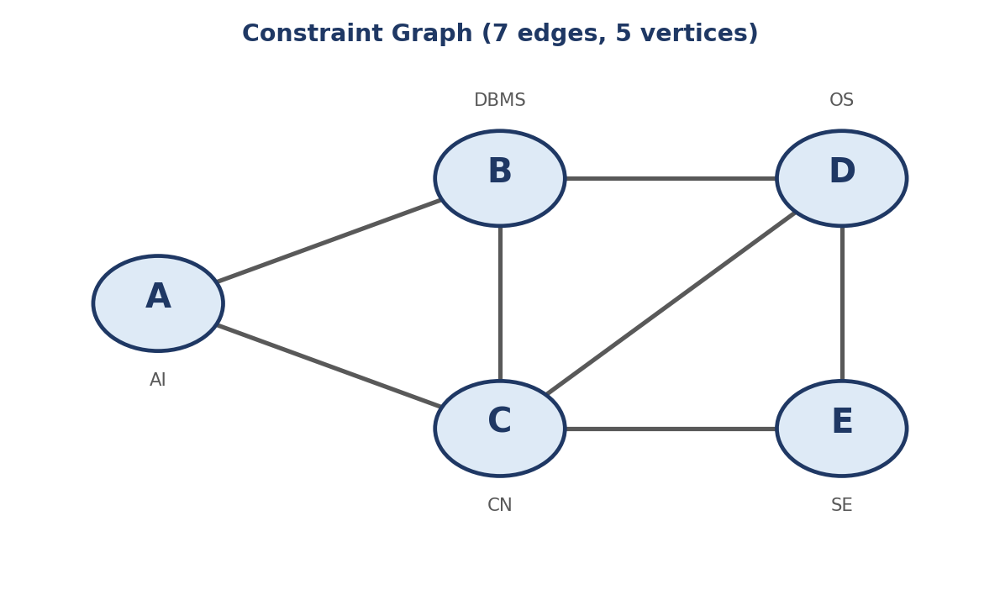 Constraint Graph (7 edges, 5 vertices)
DBMS
OS
B
D
A
AI
C
E
CN
SE